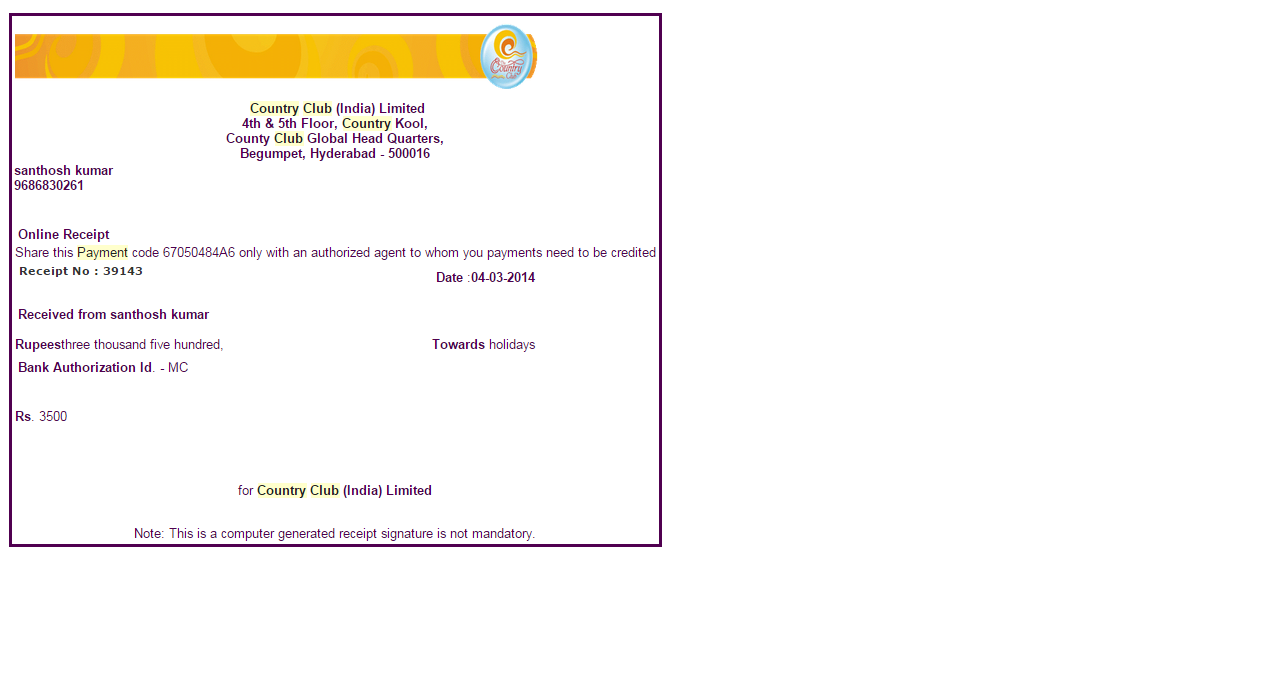 Country Club
Country Club (India) Limited
4th & 5th Floor, Country Kool,
County Club Global Head Quarters,
Begumpet, Hyderabad - 500016
santhosh kumar
9686830261
Online Receipt
Share this Payment code 67050484A6 only with an authorized agent to whom you payments need to be credited
Receipt No : 39143
Date :04-03-2014
Received from santhosh kumar
Rupeesthree thousand five hundred, Towards holidays
Bank Authorization Id. - MC
Rs. 3500
for Country Club (India) Limited
Note: This is a computer generated receipt signature is not mandatory.